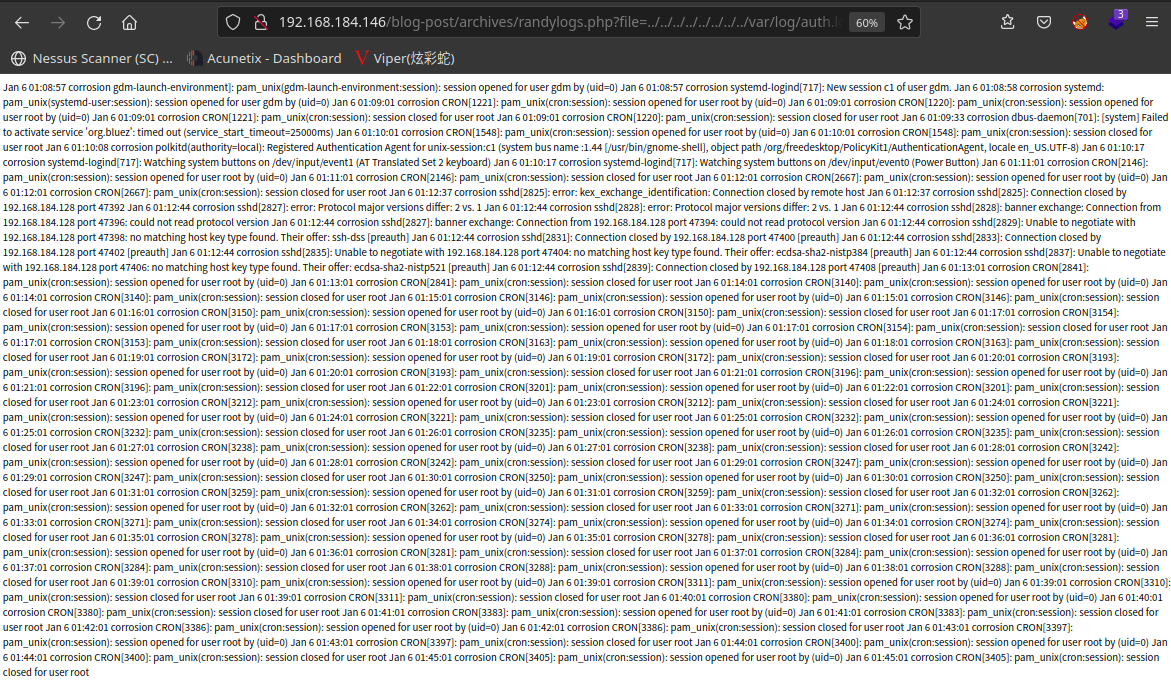 192.168.184.146/blog-post/archives/randylogs.php?file=../../../../../../../../var/log/auth.l
60%
3
Nessus Scanner (SC) ...
Acunetix - Dashboard
Viper(炫彩蛇)
Jan 6 01:08:57 corrosion gdm-launch-environment]: pam_unix(gdm-launch-environment:session): session opened for user gdm by (uid=0) Jan 6 01:08:57 corrosion systemd-logind[717]: New session c1 of user gdm. Jan 6 01:08:58 corrosion systemd:
pam_unix(systemd-user:session): session opened for user gdm by (uid=0) Jan 6 01:09:01 corrosion CRON[1221]: pam_unix(cron:session): session opened for user root by (uid=0) Jan 6 01:09:01 corrosion CRON[1220]: pam_unix(cron:session): session opened for
user root by (uid=0) Jan 6 01:09:01 corrosion CRON[1221]: pam_unix(cron:session): session closed for user root Jan 6 01:09:01 corrosion CRON[1220]: pam_unix(cron:session): session closed for user root Jan 6 01:09:33 corrosion dbus-daemon[701]: [system] Failed
to activate service 'org.bluez': timed out (service_start_timeout=25000ms) Jan 6 01:10:01 corrosion CRON[1548]: pam_unix(cron:session): session opened for user root by (uid=0) Jan 6 01:10:01 corrosion CRON[1548]: pam_unix(cron:session): session closed for
user root Jan 6 01:10:08 corrosion polkitd(authority=local): Registered Authentication Agent for unix-session:c1 (system bus name :1.44 [/usr/bin/gnome-shell], object path /org/freedesktop/PolicyKit1/AuthenticationAgent, locale en_US.UTF-8) Jan 6 01:10:17
corrosion systemd-logind[717]: Watching system buttons on /dev/input/event1 (AT Translated Set 2 keyboard) Jan 6 01:10:17 corrosion systemd-logind[717]: Watching system buttons on /dev/input/event0 (Power Button) Jan 6 01:11:01 corrosion CRON[2146]:
pam_unix(cron:session): session opened for user root by (uid=0) Jan 6 01:11:01 corrosion CRON[2146]: pam_unix(cron:session): session closed for user root Jan 6 01:12:01 corrosion CRON[2667]: pam_unix(cron:session): session opened for user root by (uid=0) Jan
6 01:12:01 corrosion CRON[2667]: pam_unix(cron:session): session closed for user root Jan 6 01:12:37 corrosion sshd[2825]: error: kex_exchange_identification: Connection closed by remote host Jan 6 01:12:37 corrosion sshd[2825]: Connection closed by
192.168.184.128 port 47392 Jan 6 01:12:44 corrosion sshd[2827]: error: Protocol major versions differ: 2 vs. 1 Jan 6 01:12:44 corrosion sshd[2828]: error: Protocol major versions differ: 2 vs. 1 Jan 6 01:12:44 corrosion sshd[2828]: banner exchange: Connection from
192.168.184.128 port 47396: could not read protocol version Jan 6 01:12:44 corrosion sshd[2827]: banner exchange: Connection from 192.168.184.128 port 47394: could not read protocol version Jan 6 01:12:44 corrosion sshd[2829]: Unable to negotiate with
192.168.184.128 port 47398: no matching host key type found. Their offer: ssh-dss [preauth] Jan 6 01:12:44 corrosion sshd[2831]: Connection closed by 192.168.184.128 port 47400 [preauth] Jan 6 01:12:44 corrosion sshd[2833]: Connection closed by
192.168.184.128 port 47402 [preauth] Jan 6 01:12:44 corrosion sshd[2835]: Unable to negotiate with 192.168.184.128 port 47404: no matching host key type found. Their offer: ecdsa-sha2-nistp384 [preauth] Jan 6 01:12:44 corrosion sshd[2837]: Unable to negotiate
with 192.168.184.128 port 47406: no matching host key type found. Their offer: ecdsa-sha2-nistp521 [preauth] Jan 6 01:12:44 corrosion sshd[2839]: Connection closed by 192.168.184.128 port 47408 [preauth] Jan 6 01:13:01 corrosion CRON[2841]:
pam_unix(cron:session): session opened for user root by (uid=0) Jan 6 01:13:01 corrosion CRON[2841]: pam_unix(cron:session): session closed for user root Jan 6 01:14:01 corrosion CRON[3140]: pam_unix(cron:session): session opened for user root by (uid=0) Jan
6 01:14:01 corrosion CRON[3140]: pam_unix(cron:session): session closed for user root Jan 6 01:15:01 corrosion CRON[3146]: pam_unix(cron:session): session opened for user root by (uid=0) Jan 6 01:15:01 corrosion CRON[3146]: pam_unix(cron:session): session
closed for user root Jan 6 01:16:01 corrosion CRON[3150]: pam_unix(cron:session): session opened for user root by (uid=0) Jan 6 01:16:01 corrosion CRON[3150]: pam_unix(cron:session): session closed for user root Jan 6 01:17:01 corrosion CRON[3154]:
pam_unix(cron:session): session opened for user root by (uid=0) Jan 6 01:17:01 corrosion CRON[3153]: pam_unix(cron:session): session opened for user root by (uid=0) Jan 6 01:17:01 corrosion CRON[3154]: pam_unix(cron:session): session closed for user root Jan 6
01:17:01 corrosion CRON[3153]: pam_unix(cron:session): session closed for user root Jan 6 01:18:01 corrosion CRON[3163]: pam_unix(cron:session): session opened for user root by (uid=0) Jan 6 01:18:01 corrosion CRON[3163]: pam_unix(cron:session): session
closed for user root Jan 6 01:19:01 corrosion CRON[3172]: pam_unix(cron:session): session opened for user root by (uid=0) Jan 6 01:19:01 corrosion CRON[3172]: pam_unix(cron:session): session closed for user root Jan 6 01:20:01 corrosion CRON[3193]:
pam_unix(cron:session): session opened for user root by (uid=0) Jan 6 01:20:01 corrosion CRON[3193]: pam_unix(cron:session): session closed for user root Jan 6 01:21:01 corrosion CRON[3196]: pam_unix(cron:session): session opened for user root by (uid=0) Jan
6 01:21:01 corrosion CRON[3196]: pam_unix(cron:session): session closed for user root Jan 6 01:22:01 corrosion CRON[3201]: pam_unix(cron:session): session opened for user root by (uid=0) Jan 6 01:22:01 corrosion CRON[3201]: pam_unix(cron:session): session
closed for user root Jan 6 01:23:01 corrosion CRON[3212]: pam_unix(cron:session): session opened for user root by (uid=0) Jan 6 01:23:01 corrosion CRON[3212]: pam_unix(cron:session): session closed for user root Jan 6 01:24:01 corrosion CRON[3221]:
pam_unix(cron:session): session opened for user root by (uid=0) Jan 6 01:24:01 corrosion CRON[3221]: pam_unix(cron:session): session closed for user root Jan 6 01:25:01 corrosion CRON[3232]: pam_unix(cron:session): session opened for user root by (uid=0) Jan
6 01:25:01 corrosion CRON[3232]: pam_unix(cron:session): session closed for user root Jan 6 01:26:01 corrosion CRON[3235]: pam_unix(cron:session): session opened for user root by (uid=0) Jan 6 01:26:01 corrosion CRON[3235]: pam_unix(cron:session): session
closed for user root Jan 6 01:27:01 corrosion CRON[3238]: pam_unix(cron:session): session opened for user root by (uid=0) Jan 6 01:27:01 corrosion CRON[3238]: pam_unix(cron:session): session closed for user root Jan 6 01:28:01 corrosion CRON[3242]:
pam_unix(cron:session): session opened for user root by (uid=0) Jan 6 01:28:01 corrosion CRON[3242]: pam_unix(cron:session): session closed for user root Jan 6 01:29:01 corrosion CRON[3247]: pam_unix(cron:session): session opened for user root by (uid=0) Jan
6 01:29:01 corrosion CRON[3247]: pam_unix(cron:session): session closed for user root Jan 6 01:30:01 corrosion CRON[3250]: pam_unix(cron:session): session opened for user root by (uid=0) Jan 6 01:30:01 corrosion CRON[3250]: pam_unix(cron:session): session
closed for user root Jan 6 01:31:01 corrosion CRON[3259]: pam_unix(cron:session): session opened for user root by (uid=0) Jan 6 01:31:01 corrosion CRON[3259]: pam_unix(cron:session): session closed for user root Jan 6 01:32:01 corrosion CRON[3262]:
pam_unix(cron:session): session opened for user root by (uid=0) Jan 6 01:32:01 corrosion CRON[3262]: pam_unix(cron:session): session closed for user root Jan 6 01:33:01 corrosion CRON[3271]: pam_unix(cron:session): session opened for user root by (uid=0) Jan
6 01:33:01 corrosion CRON[3271]: pam_unix(cron:session): session closed for user root Jan 6 01:34:01 corrosion CRON[3274]: pam_unix(cron:session): session opened for user root by (uid=0) Jan 6 01:34:01 corrosion CRON[3274]: pam_unix(cron:session): session
closed for user root Jan 6 01:35:01 corrosion CRON[3278]: pam_unix(cron:session): session opened for user root by (uid=0) Jan 6 01:35:01 corrosion CRON[3278]: pam_unix(cron:session): session closed for user root Jan 6 01:36:01 corrosion CRON[3281]:
pam_unix(cron:session): session opened for user root by (uid=0) Jan 6 01:36:01 corrosion CRON[3281]: pam_unix(cron:session): session closed for user root Jan 6 01:37:01 corrosion CRON[3284]: pam_unix(cron:session): session opened for user root by (uid=0) Jan
6 01:37:01 corrosion CRON[3284]: pam_unix(cron:session): session closed for user root Jan 6 01:38:01 corrosion CRON[3288]: pam_unix(cron:session): session opened for user root by (uid=0) Jan 6 01:38:01 corrosion CRON[3288]: pam_unix(cron:session): session
closed for user root Jan 6 01:39:01 corrosion CRON[3310]: pam_unix(cron:session): session opened for user root by (uid=0) Jan 6 01:39:01 corrosion CRON[3311]: pam_unix(cron:session): session opened for user root by (uid=0) Jan 6 01:39:01 corrosion CRON[3310]:
pam_unix(cron:session): session closed for user root Jan 6 01:39:01 corrosion CRON[3311]: pam_unix(cron:session): session closed for user root Jan 6 01:40:01 corrosion CRON[3380]: pam_unix(cron:session): session opened for user root by (uid=0) Jan 6 01:40:01
corrosion CRON[3380]: pam_unix(cron:session): session closed for user root Jan 6 01:41:01 corrosion CRON[3383]: pam_unix(cron:session): session opened for user root by (uid=0) Jan 6 01:41:01 corrosion CRON[3383]: pam_unix(cron:session): session closed for
user root Jan 6 01:42:01 corrosion CRON[3386]: pam_unix(cron:session): session opened for user root by (uid=0) Jan 6 01:42:01 corrosion CRON[3386]: pam_unix(cron:session): session closed for user root Jan 6 01:43:01 corrosion CRON[3397]:
pam_unix(cron:session): session opened for user root by (uid=0) Jan 6 01:43:01 corrosion CRON[3397]: pam_unix(cron:session): session closed for user root Jan 6 01:44:01 corrosion CRON[3400]: pam_unix(cron:session): session opened for user root by (uid=0) Jan
6 01:44:01 corrosion CRON[3400]: pam_unix(cron:session): session closed for user root Jan 6 01:45:01 corrosion CRON[3405]: pam_unix(cron:session): session opened for user root by (uid=0) Jan 6 01:45:01 corrosion CRON[3405]: pam_unix(cron:session): session
closed for user root